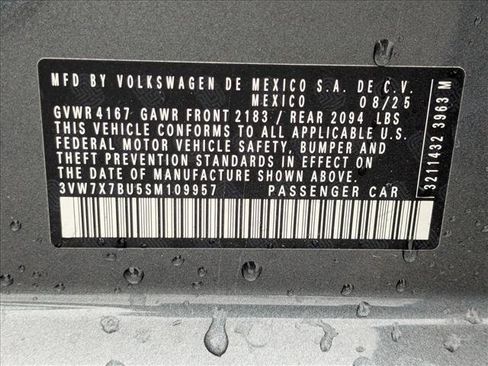 MFD BY VOLKSWAGEN DE MEXICO S.A. DE C.V.
MEXICO 08/25
GVWR 4167 GAWR FRONT 2183 / REAR 2094 LBS
THIS VEHICLE CONFORMS TO ALL APPLICABLE U.S.
FEDERAL MOTOR VEHICLE SAFETY, BUMPER AND
THEFT PREVENTION STANDARDS IN EFFECT ON
THE DATE OF MANUFACTURE SHOWN ABOVE.
3VW7X7BU5SM109957 PASSENGER CAR
3211432 3963 M